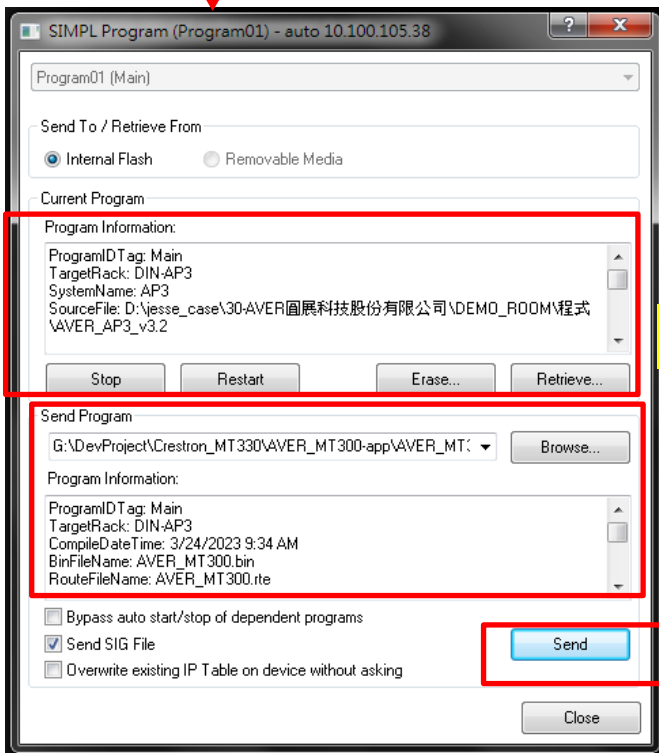 SIMPL Program (Program01) - auto 10.100.105.38
Program01 (Main)
Send To / Retrieve From
Internal Flash
Removable Media
Current Program
Program Information:
ProgramIDTag: Main
TargetRack: DIN-AP3
SystemName: AP3
SourceFile: D:\jesse_case\30-AVER圓展科技股份有限公司\DEMO_ROOM\程式
\AVER_AP3_v3.2
Stop Restart Erase... Retrieve...
Send Program
G:\DevProject\Crestron_MT330\AVER_MT300-app\AVER_MT
Browse...
Program Information:
ProgramIDTag: Main
TargetRack: DIN-AP3
CompileDateTime: 3/24/2023 9:34 AM
BinFileName: AVER_MT300.bin
RouteFileName: AVER_MT300.rte
Bypass auto start/stop of dependent programs
Send SIG File
Send
Overwrite existing IP Table on device without asking
Close